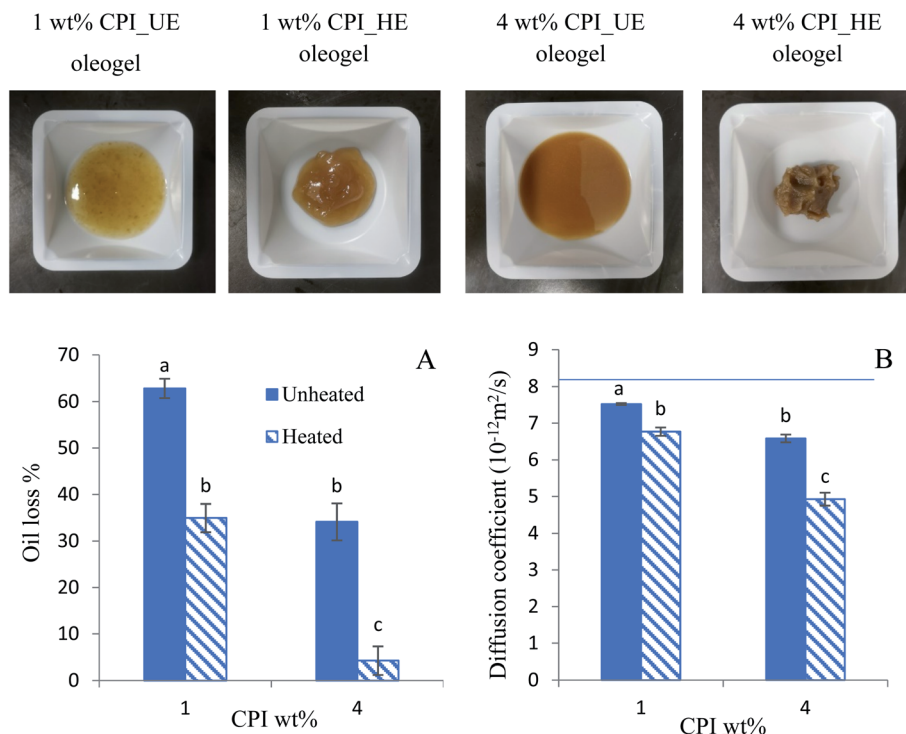 1 wt% CPI_UE
oleogel
1 wt% CPI_HE
oleogel
4 wt% CPI_UE
oleogel
4 wt% CPI_HE
oleogel
A
Oil loss %
70
60
50
40
30
20
10
0
a
b
b
c
Unheated
Heated
1
4
CPI wt%
B
Diffusion coefficient (10⁻¹²m²/s)
9
8
7
6
5
4
3
2
1
0
a
b
b
c
1
4
CPI wt%